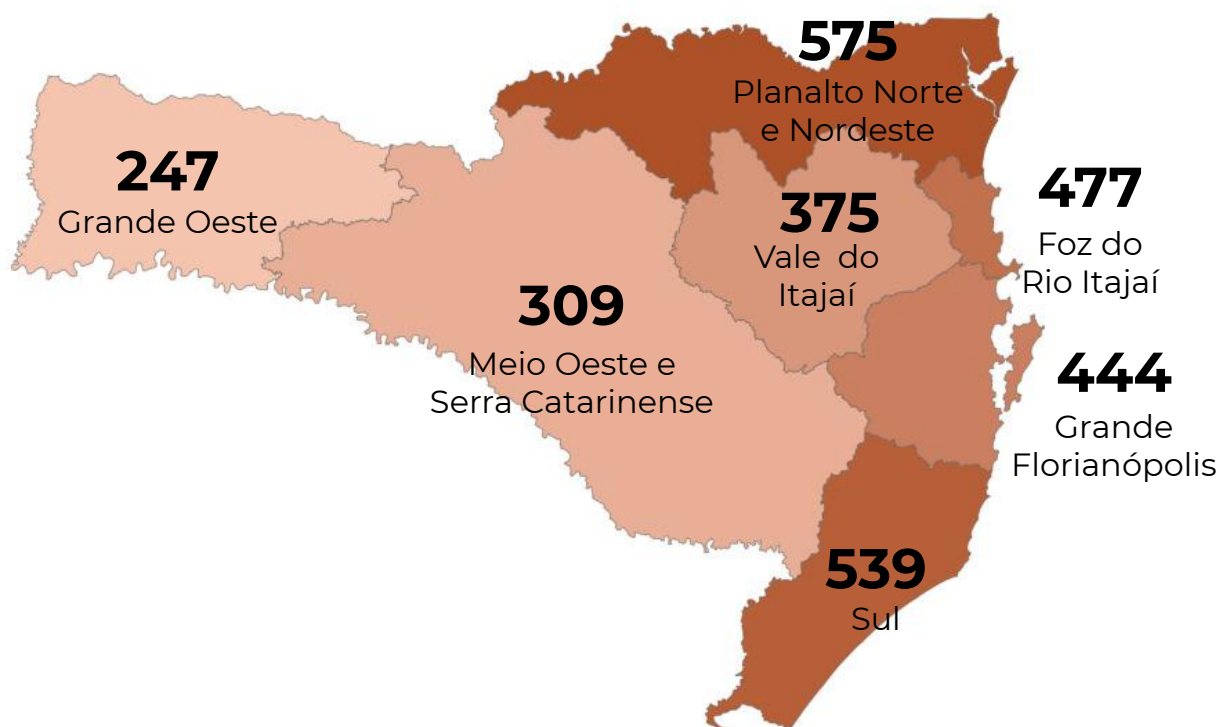 575
Planalto Norte
e Nordeste
247
Grande Oeste
375
Vale do
Itajaí
477
Foz do
Rio Itajaí
309
Meio Oeste e
Serra Catarinense
444
Grande
Florianópolis
539
Sul